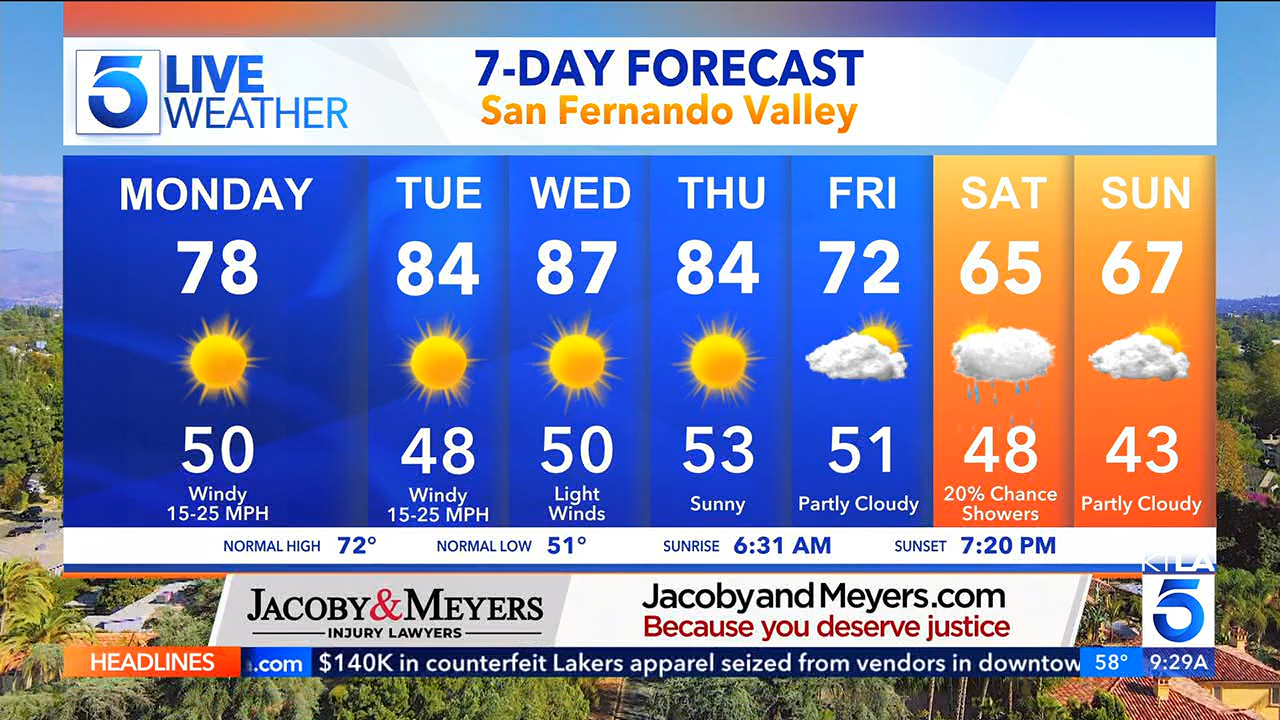 5 LIVE
WEATHER
7-DAY FORECAST
San Fernando Valley
MONDAY
78
50
Windy
15-25 MPH
TUE
84
48
Windy
15-25 MPH
WED
87
50
Light
Winds
THU
84
53
Sunny
FRI
72
51
Partly Cloudy
SAT
65
48
20% Chance
Showers
SUN
67
43
Partly Cloudy
NORMAL HIGH 72° NORMAL LOW 51° SUNRISE 6:31 AM SUNSET 7:20 PM
JACOBY&MEYERS
INJURY LAWYERS
JacobyandMeyers.com
Because you deserve justice
KTLA
5
HEADLINES .com $140K in counterfeit Lakers apparel seized from vendors in downtow 58° 9:29A